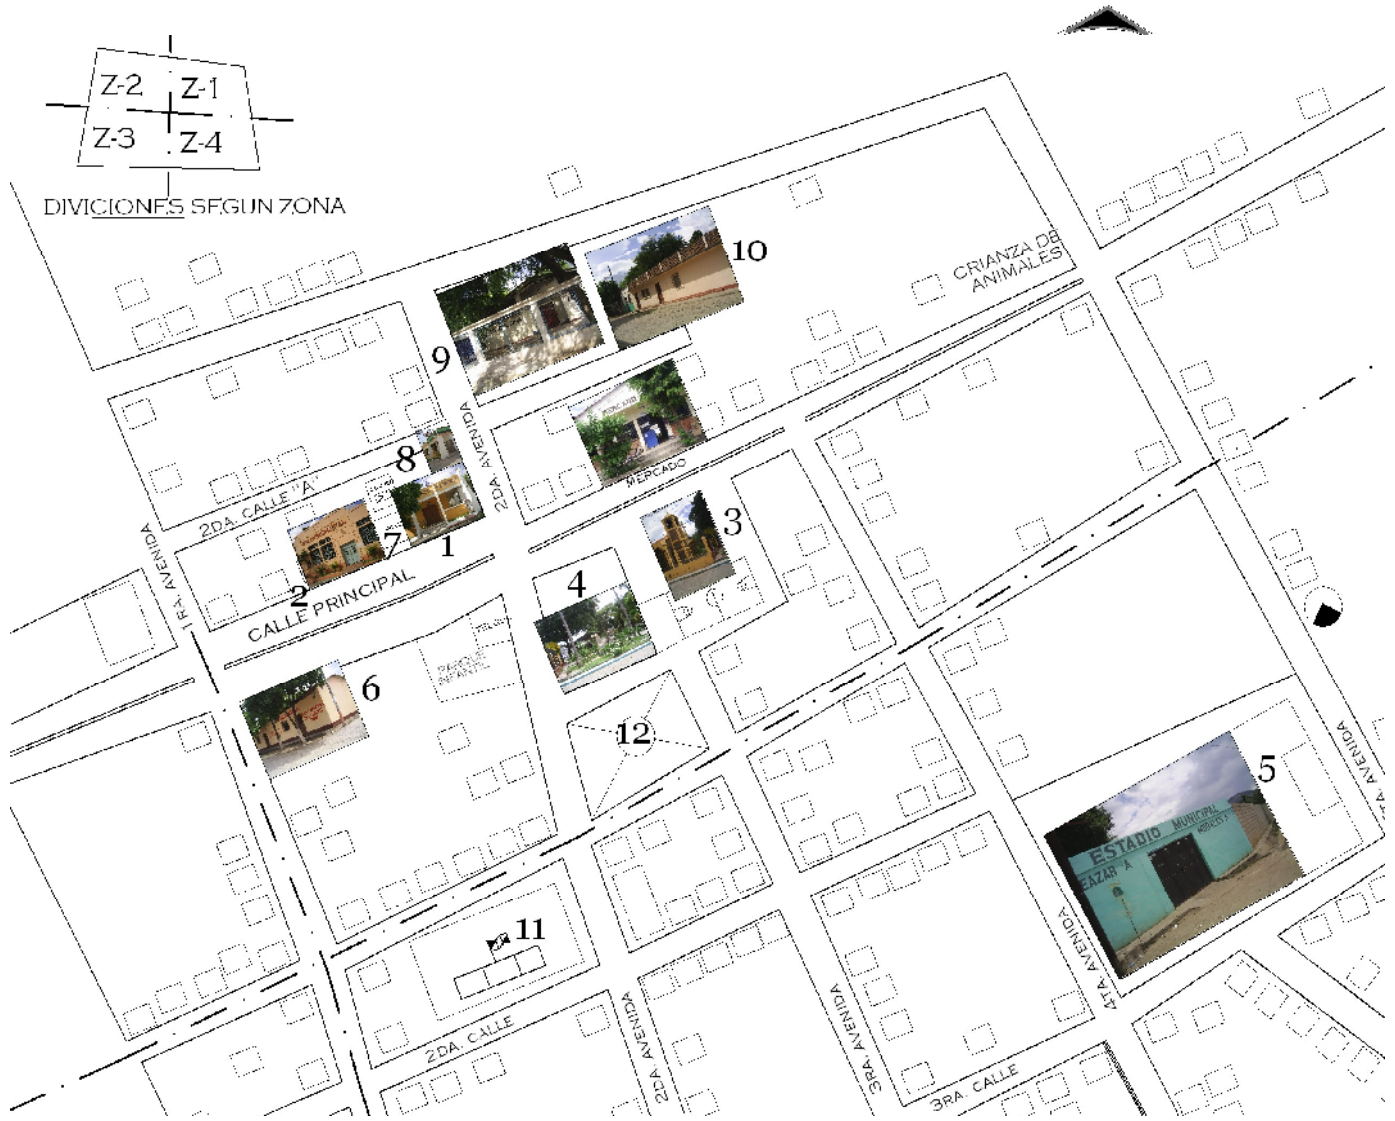 Z-2 Z-1
Z-3 Z-4
DIVICIONES SEGUN ZONA
10
CRIANZA DE
ANIMALES
9
2DA. AVENIDA
MERCADO
MERCADO
8
2DA. CALLE "A"
7
1
3
1RA. AVENIDA
2
CALLE PRINCIPAL
4
PARQUE
INFANTIL
6
12
5
ESTADIO MUNICIPAL
11
4TA. AVENIDA
2DA. CALLE
2DA. AVENIDA
3RA. AVENIDA
3RA. CALLE